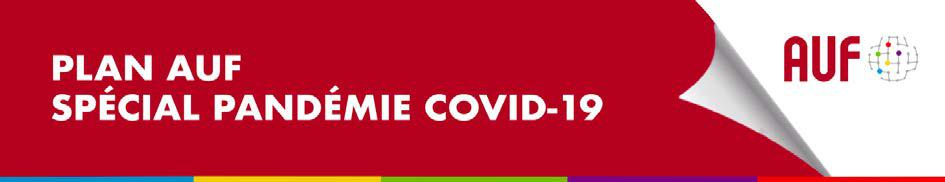 PLAN AUF
SPÉCIAL PANDÉMIE COVID-19
AUF